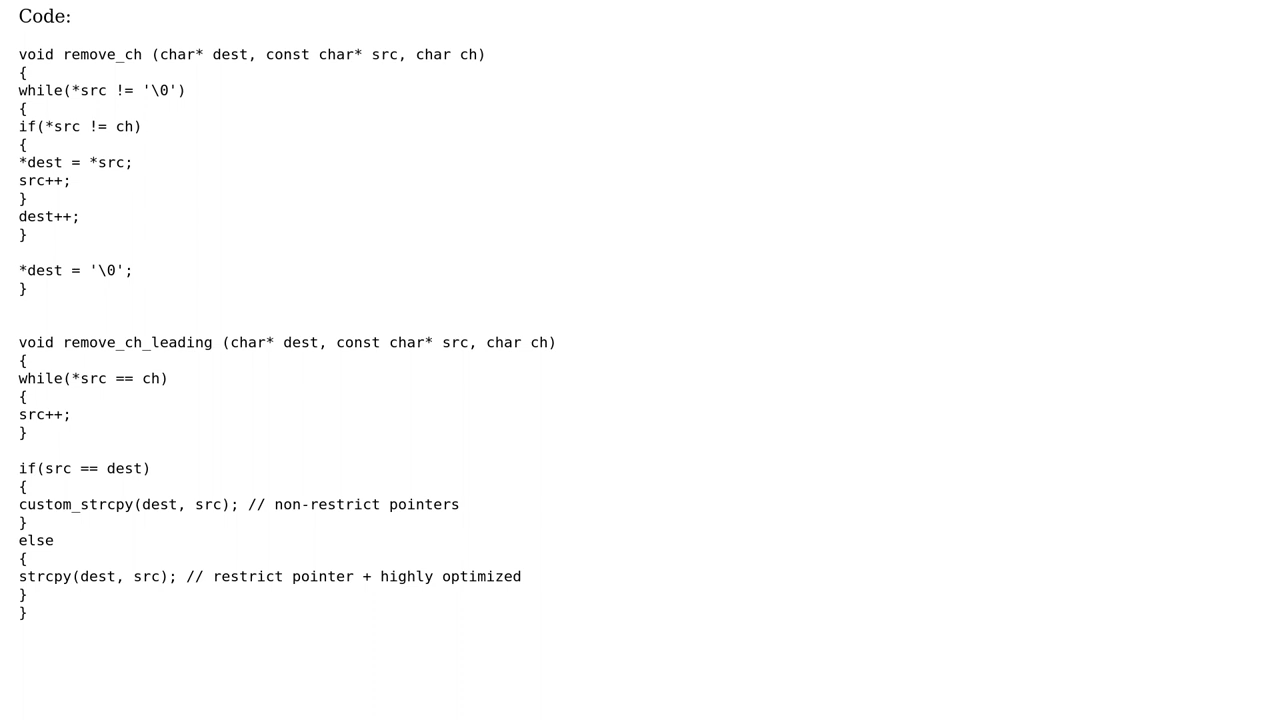 Code:
void remove_ch (char* dest, const char* src, char ch)
{
while(*src != '\0')
{
if(*src != ch)
{
*dest = *src;
src++;
}
dest++;
}
*dest = '\0';
}
void remove_ch_leading (char* dest, const char* src, char ch)
{
while(*src == ch)
{
src++;
}
if(src == dest)
{
custom_strcpy(dest, src); // non-restrict pointers
}
else
{
strcpy(dest, src); // restrict pointer + highly optimized
}
}